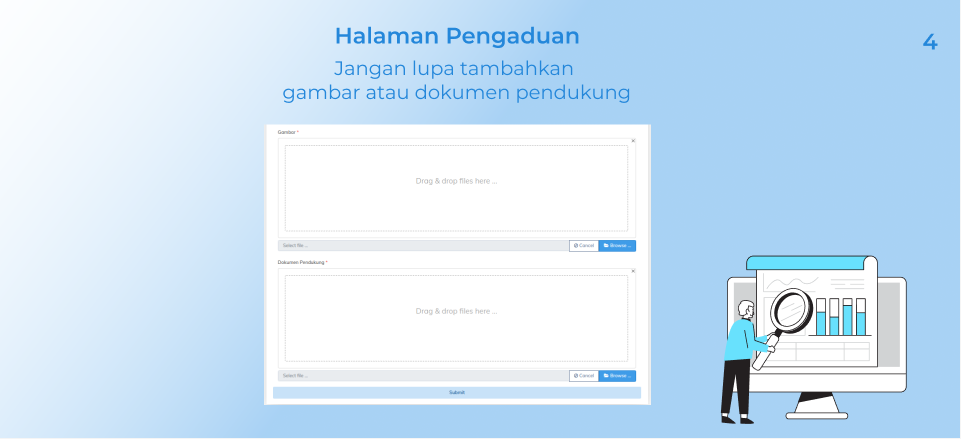 Halaman Pengaduan
4
Jangan lupa tambahkan
gambar atau dokumen pendukung
Gambar *
Drag & drop files here ...
Select file ...
Cancel
Browse ...
Dokumen Pendukung *
Drag & drop files here ...
Select file ...
Cancel
Browse ...
Submit